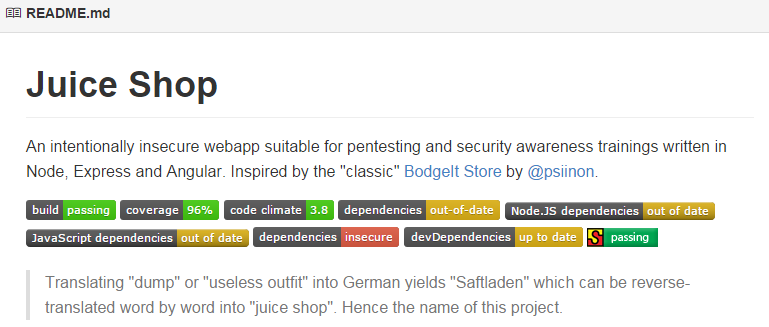 README.md
Juice Shop
An intentionally insecure webapp suitable for pentesting and security awareness trainings written in
Node, Express and Angular. Inspired by the "classic" BodgeIt Store by @psiinon.
build passing coverage 96% code climate 3.8 dependencies out-of-date Node.JS dependencies out of date
JavaScript dependencies out of date dependencies insecure devDependencies up to date S passing
Translating "dump" or "useless outfit" into German yields "Saftladen" which can be reverse-
translated word by word into "juice shop". Hence the name of this project.